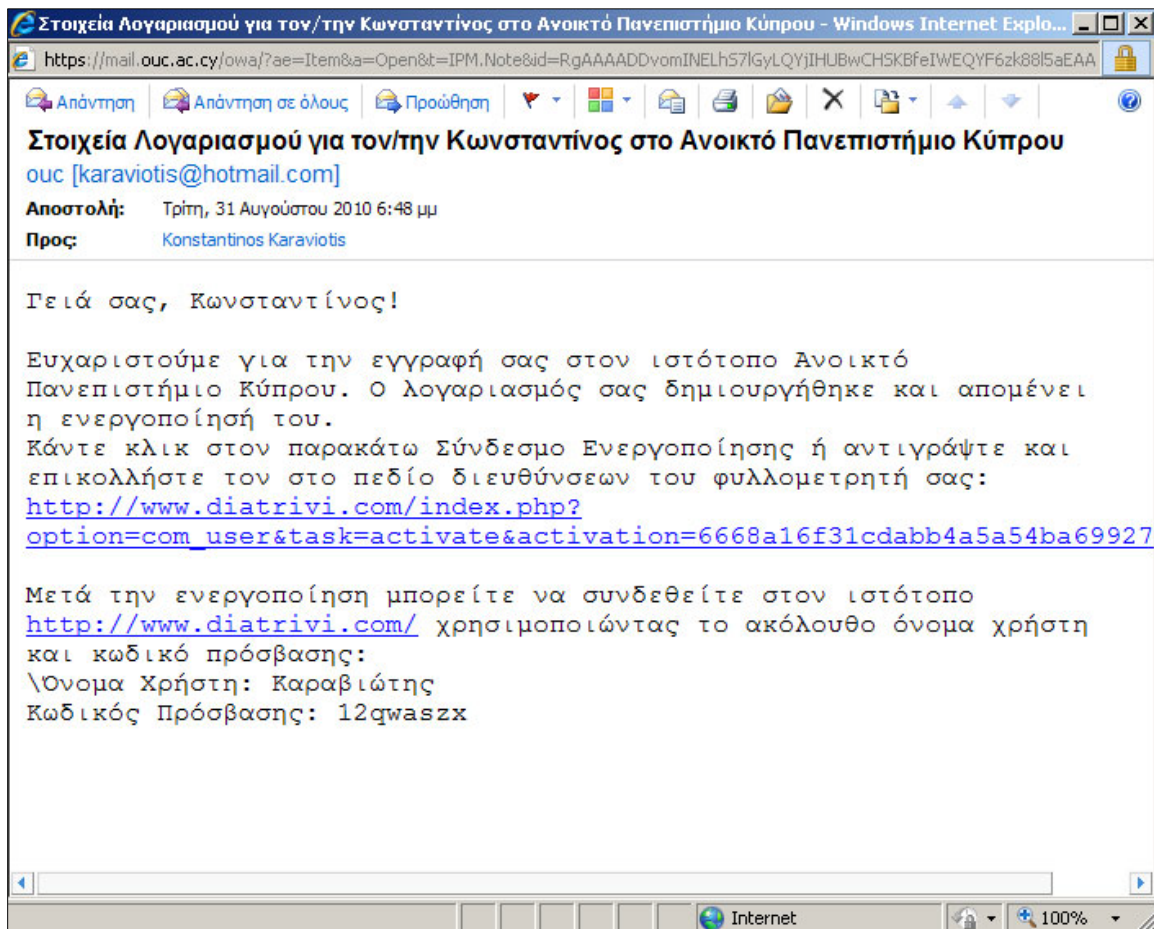 Στοιχεία Λογαριασμού για τον/την Κωνσταντίνος στο Ανοικτό Πανεπιστήμιο Κύπρου - Windows Internet Explo...
https://mail.ouc.ac.cy/owa/?ae=Item&a=Open&t=IPM.Note&id=RgAAAADDvomINELhS7lGyLQYjIHUBwCHSKBfeIWEQYF6zk88l5aEAA
Απάντηση Απάντηση σε όλους Προώθηση
Στοιχεία Λογαριασμού για τον/την Κωνσταντίνος στο Ανοικτό Πανεπιστήμιο Κύπρου
ouc [karaviotis@hotmail.com]
Αποστολή: Τρίτη, 31 Αυγούστου 2010 6:48 μμ
Προς: Konstantinos Karaviotis
Γειά σας, Κωνσταντίνος!
Ευχαριστούμε για την εγγραφή σας στον ιστότοπο Ανοικτό
Πανεπιστήμιο Κύπρου. Ο λογαριασμός σας δημιουργήθηκε και απομένει
η ενεργοποίησή του.
Κάντε κλικ στον παρακάτω Σύνδεσμο Ενεργοποίησης ή αντιγράψτε και
επικολλήστε τον στο πεδίο διευθύνσεων του φυλλομετρητή σας:
http://www.diatrivi.com/index.php?
option=com_user&task=activate&activation=6668a16f31cdabb4a5a54ba69927
Μετά την ενεργοποίηση μπορείτε να συνδεθείτε στον ιστότοπο
http://www.diatrivi.com/ χρησιμοποιώντας το ακόλουθο όνομα χρήστη
και κωδικό πρόσβασης:
\Όνομα Χρήστη: Καραβιώτης
Κωδικός Πρόσβασης: 12qwaszx
Internet 100%